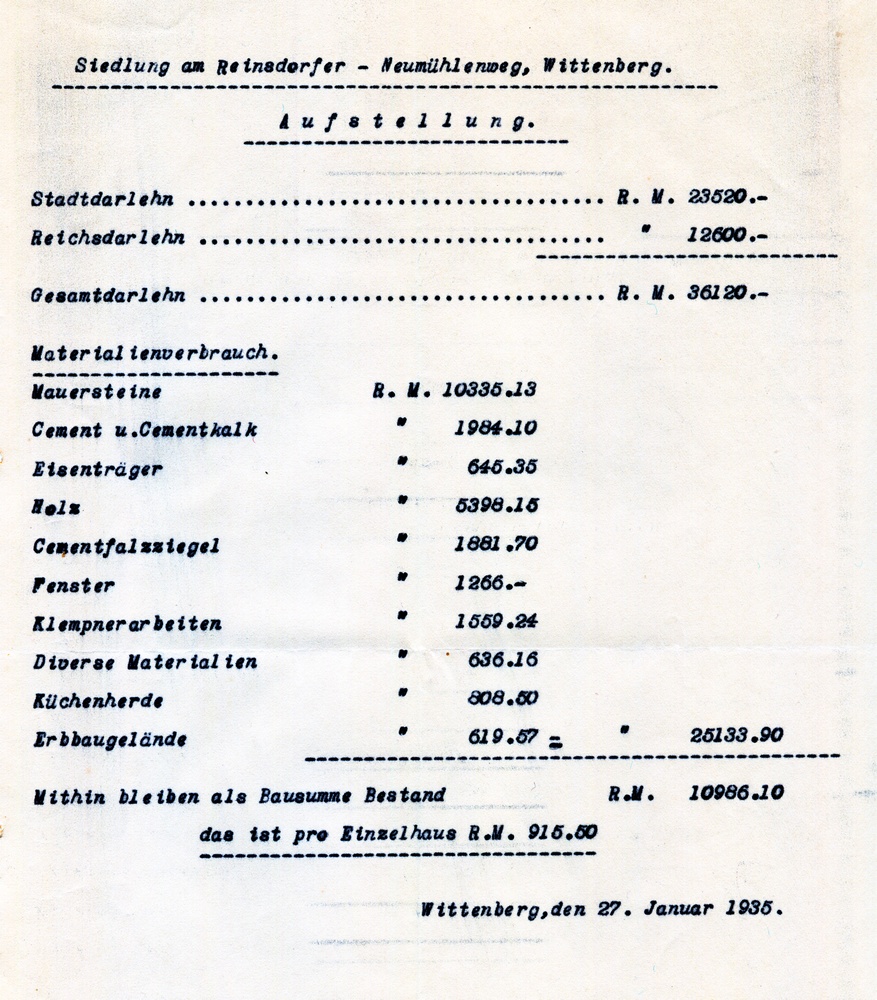 Siedlung am Reinsdorfer - Neumühlenweg, Wittenberg.
Aufstellung.
Stadtdarlehn .................................... R. M. 23520.-
Reichsdarlehn ................................... " 12600.-
Gesamtdarlehn ................................... R. M. 36120.-
Materialienverbrauch.
Mauersteine R. M. 10335.13
Cement u.Cementkalk " 1984.10
Eisenträger " 645.35
Holz " 5398.15
Cementfalzziegel " 1881.70
Fenster " 1266.-
Klempnerarbeiten " 1559.24
Diverse Materialien " 636.16
Küchenherde " 808.50
Erbbaugelände " 619.57 = " 25133.90
Mithin bleiben als Bausumme Bestand R.M. 10986.10
das ist pro Einzelhaus R.M. 915.50
Wittenberg,den 27. Januar 1935.